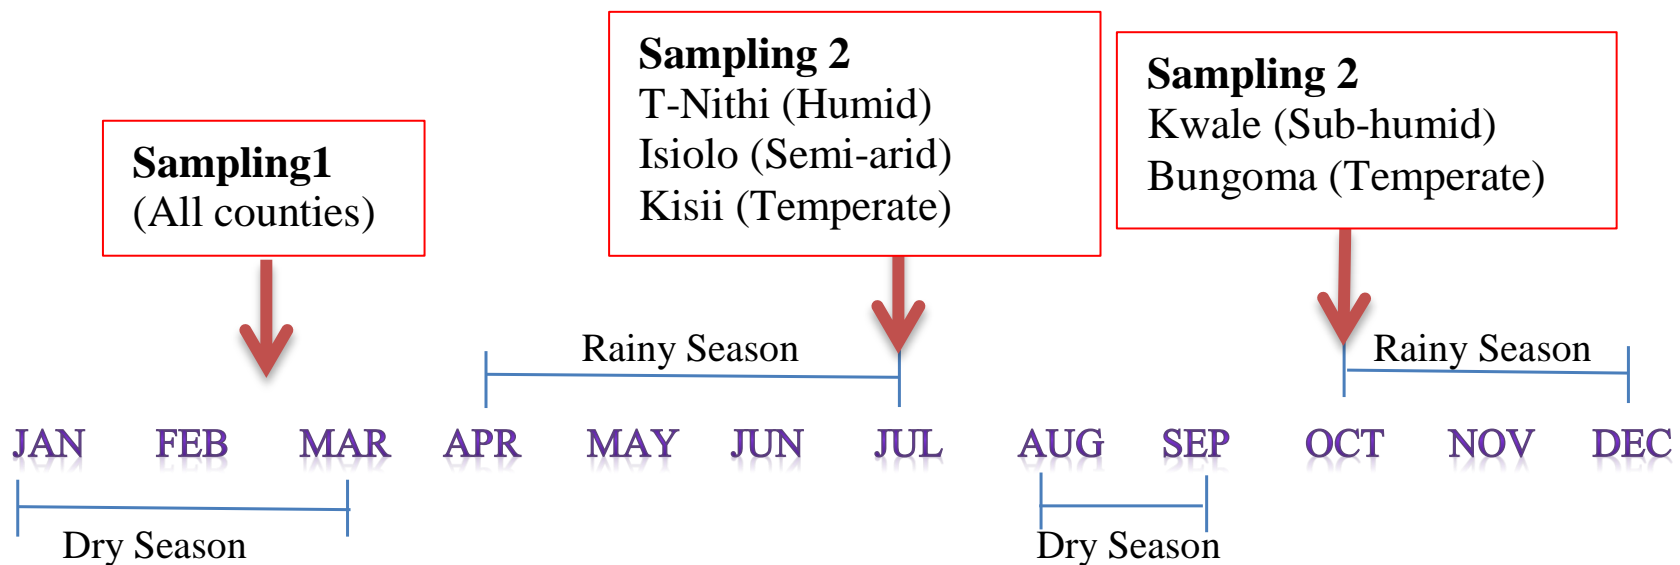 Sampling1
(All counties)
Sampling 2
T-Nithi (Humid)
Isiolo (Semi-arid)
Kisii (Temperate)
Sampling 2
Kwale (Sub-humid)
Bungoma (Temperate)
Rainy Season
Rainy Season
JAN FEB MAR APR MAY JUN JUL AUG SEP OCT NOV DEC
Dry Season
Dry Season